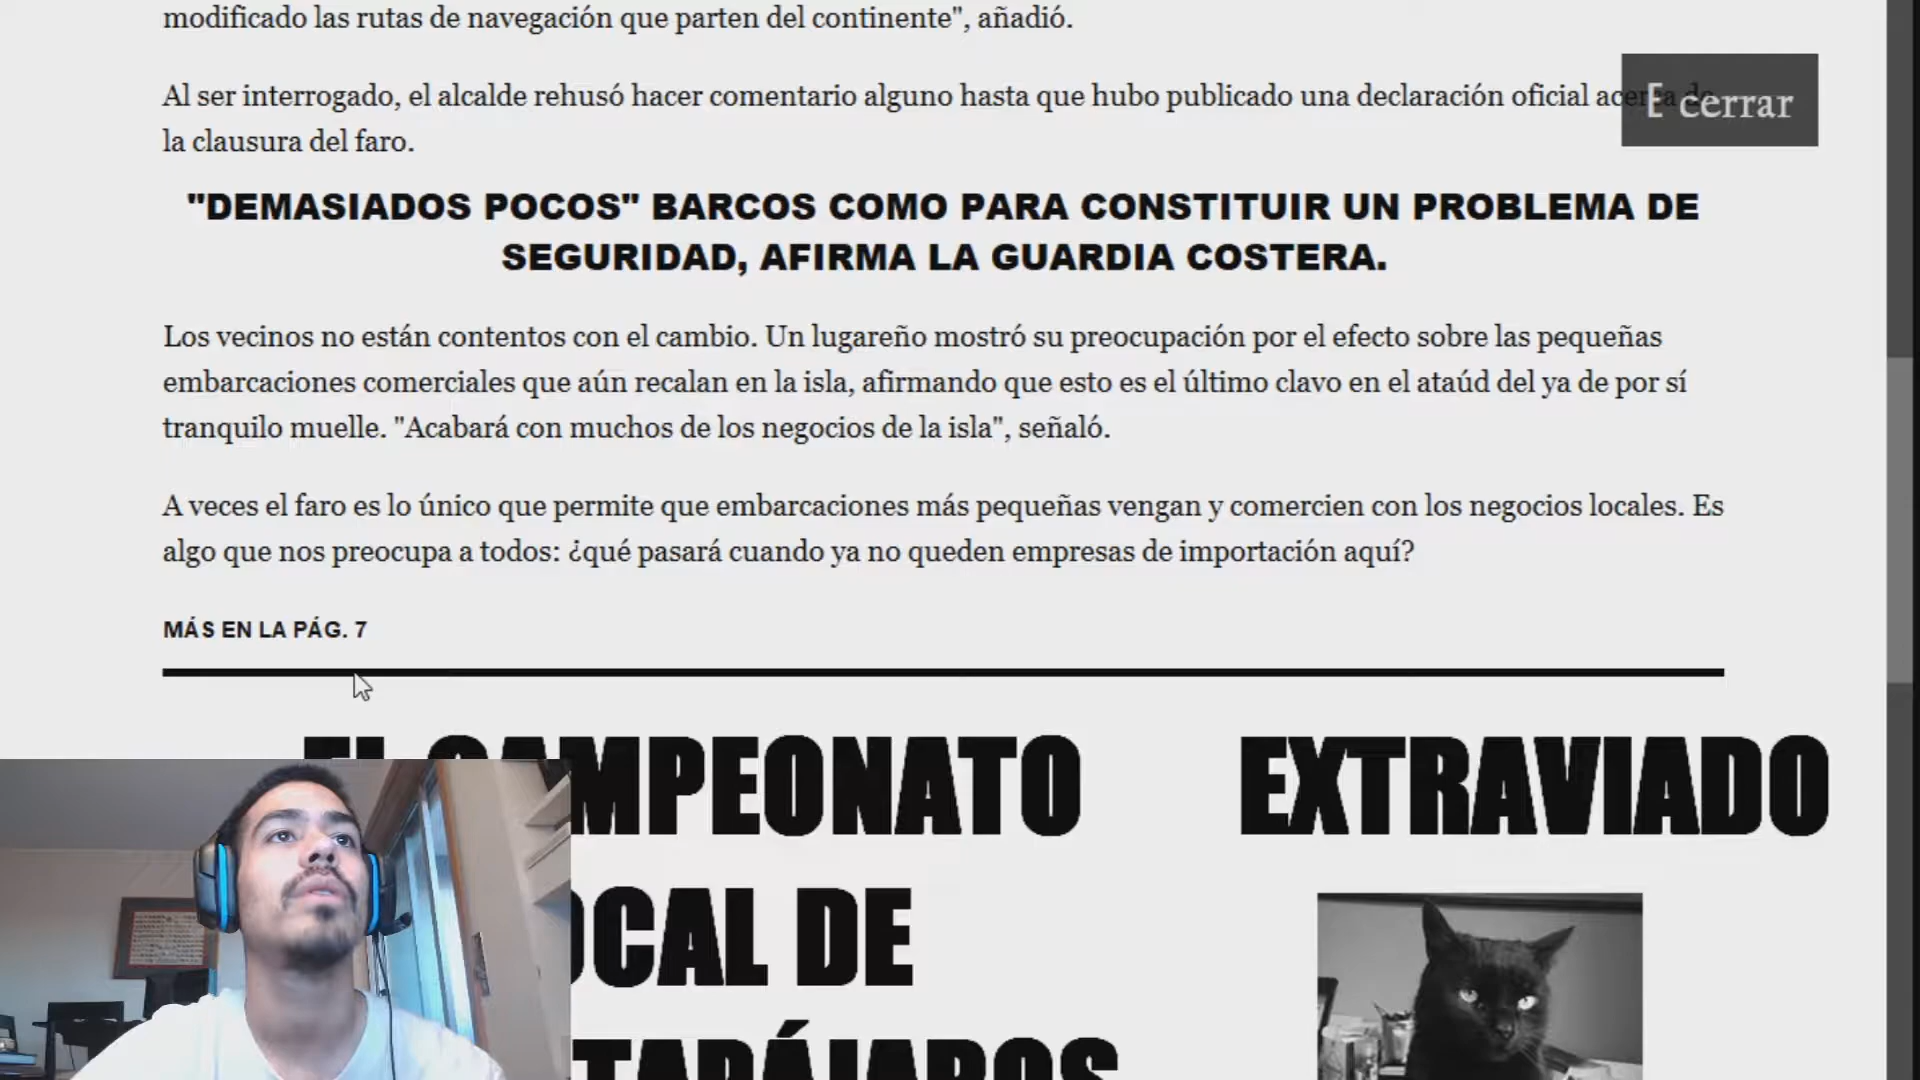 modificado las rutas de navegación que parten del continente", añadió.
Al ser interrogado, el alcalde rehusó hacer comentario alguno hasta que hubo publicado una declaración oficial acerca de
E cerrar
la clausura del faro.
"DEMASIADOS POCOS" BARCOS COMO PARA CONSTITUIR UN PROBLEMA DE
SEGURIDAD, AFIRMA LA GUARDIA COSTERA.
Los vecinos no están contentos con el cambio. Un lugareño mostró su preocupación por el efecto sobre las pequeñas
embarcaciones comerciales que aún recalan en la isla, afirmando que esto es el último clavo en el ataúd del ya de por sí
tranquilo muelle. "Acabará con muchos de los negocios de la isla", señaló.
A veces el faro es lo único que permite que embarcaciones más pequeñas vengan y comercien con los negocios locales. Es
algo que nos preocupa a todos: ¿qué pasará cuando ya no queden empresas de importación aquí?
MÁS EN LA PÁG. 7
EL CAMPEONATO
EXTRAVIADO
OCAL DE